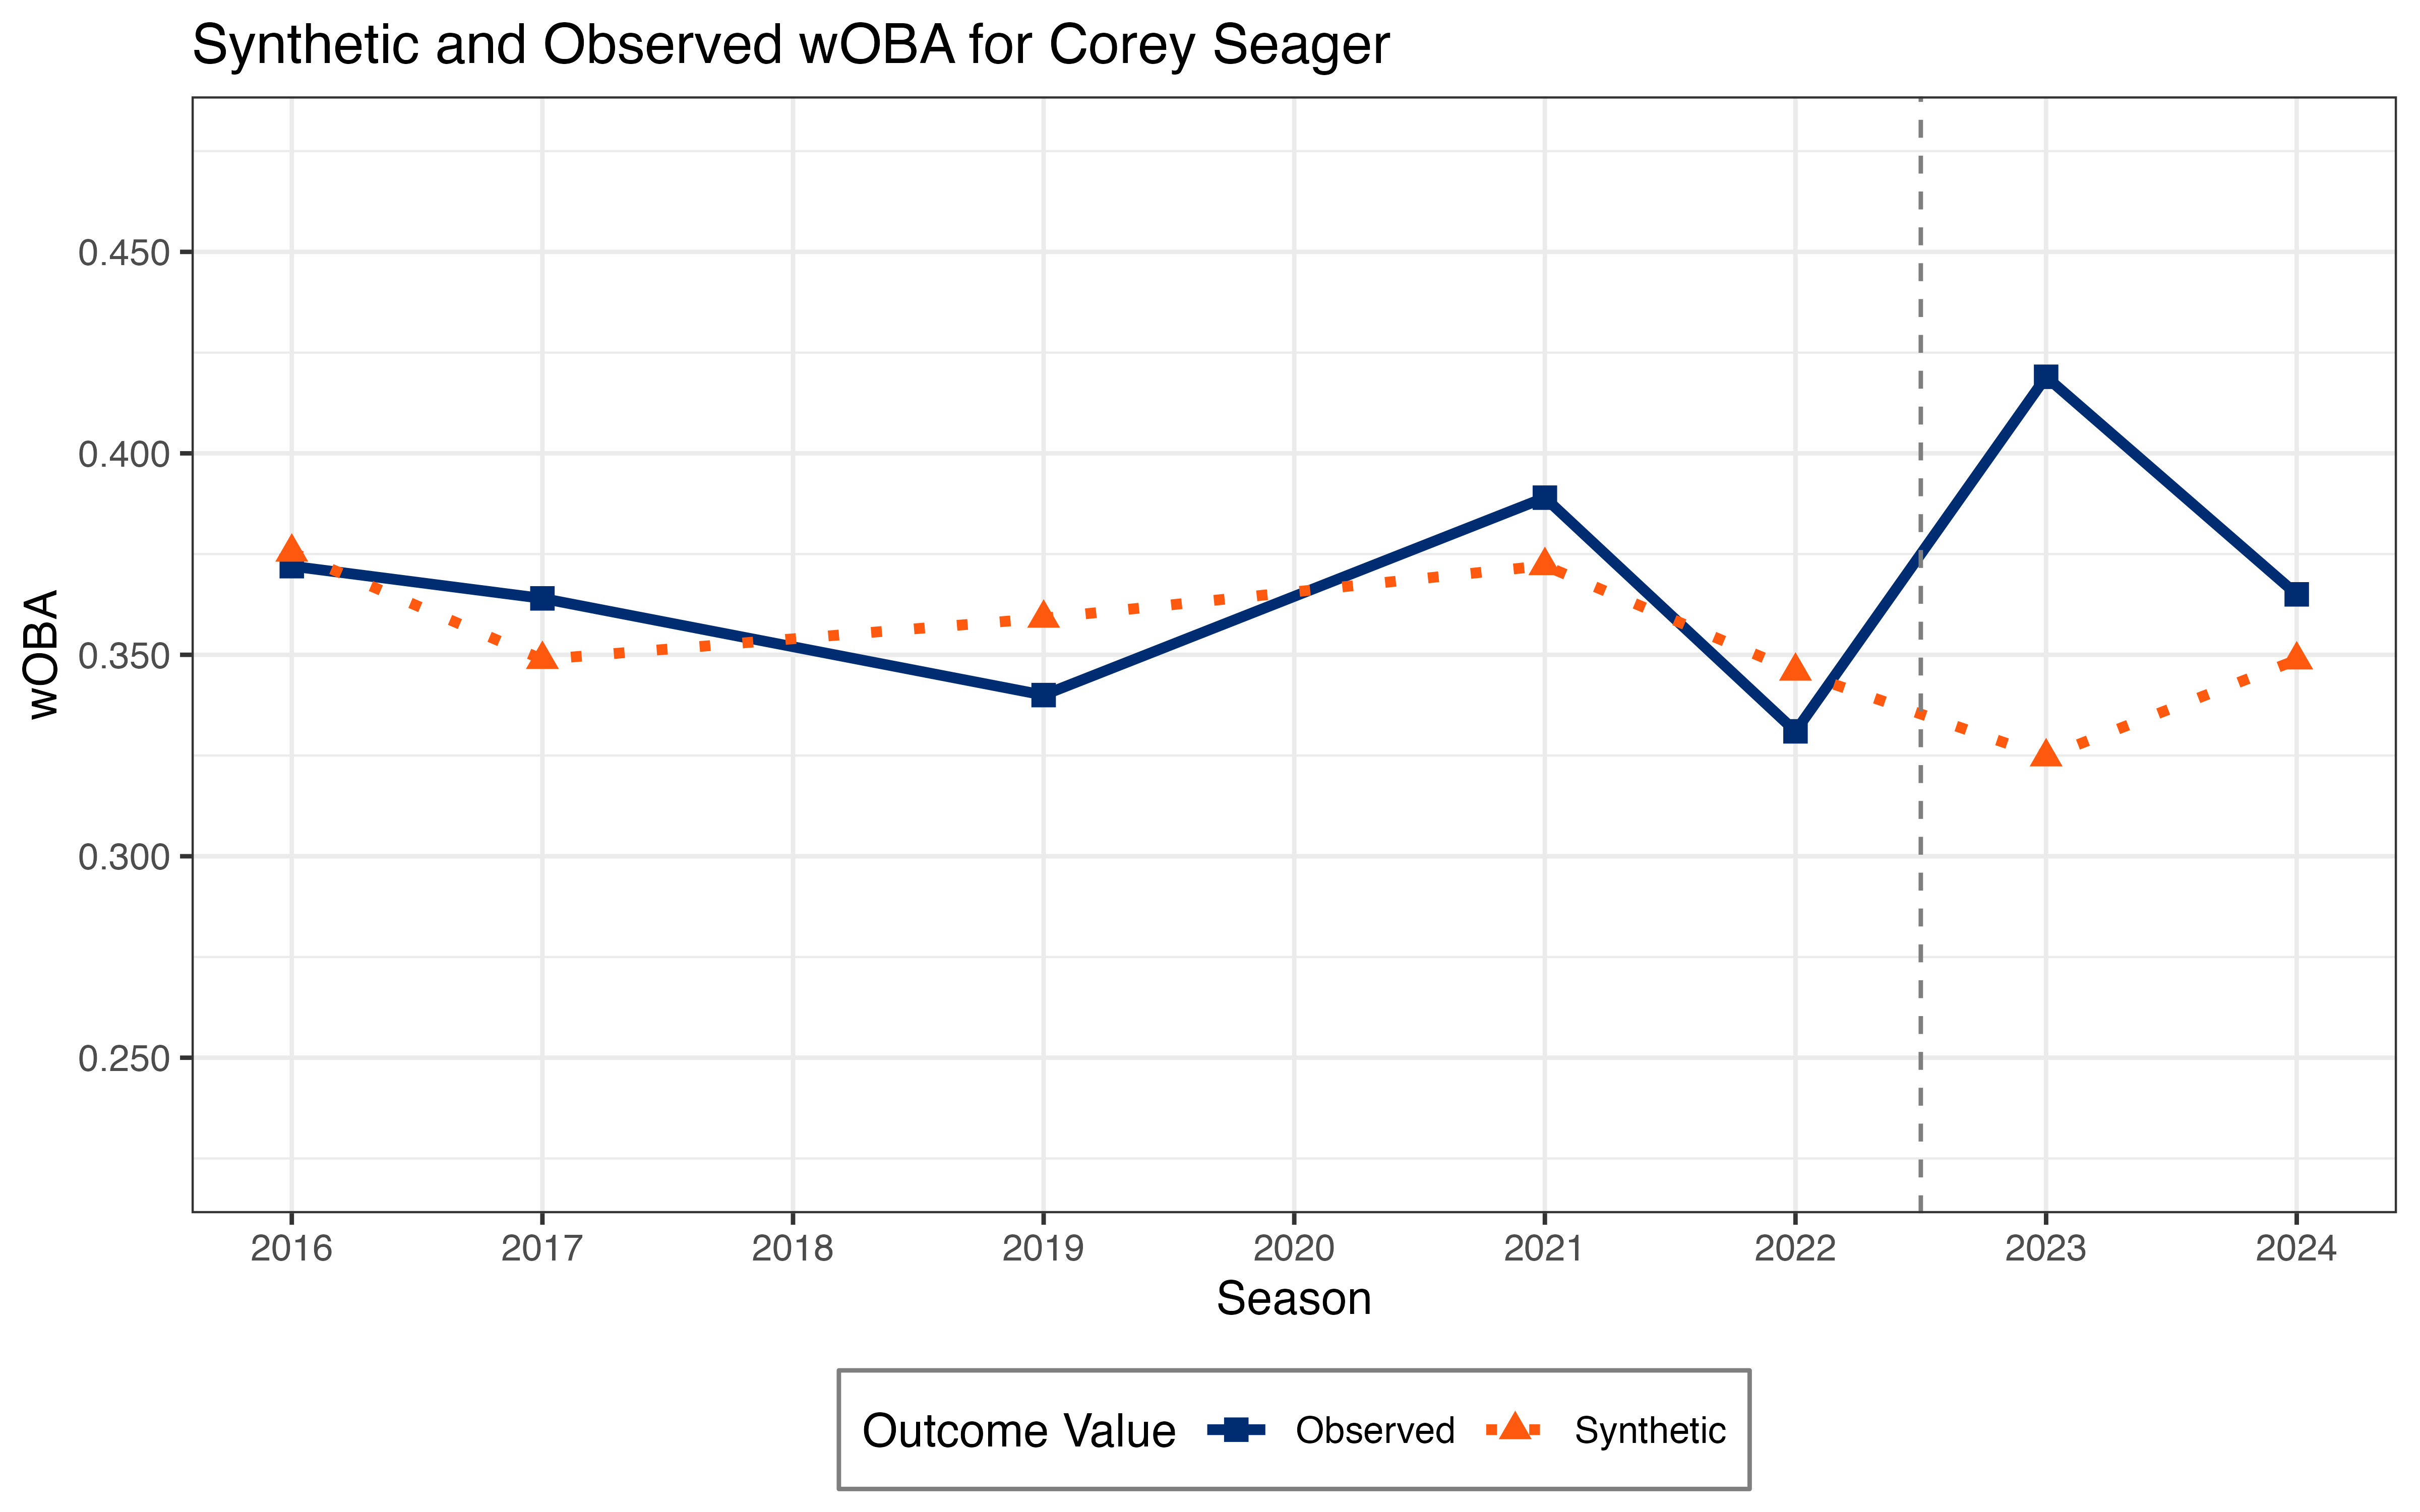 Synthetic and Observed wOBA for Corey Seager
0.450
0.400
0.350
0.300
0.250
wOBA
2016 2017 2018 2019 2020 2021 2022 2023 2024
Season
Outcome Value Observed Synthetic